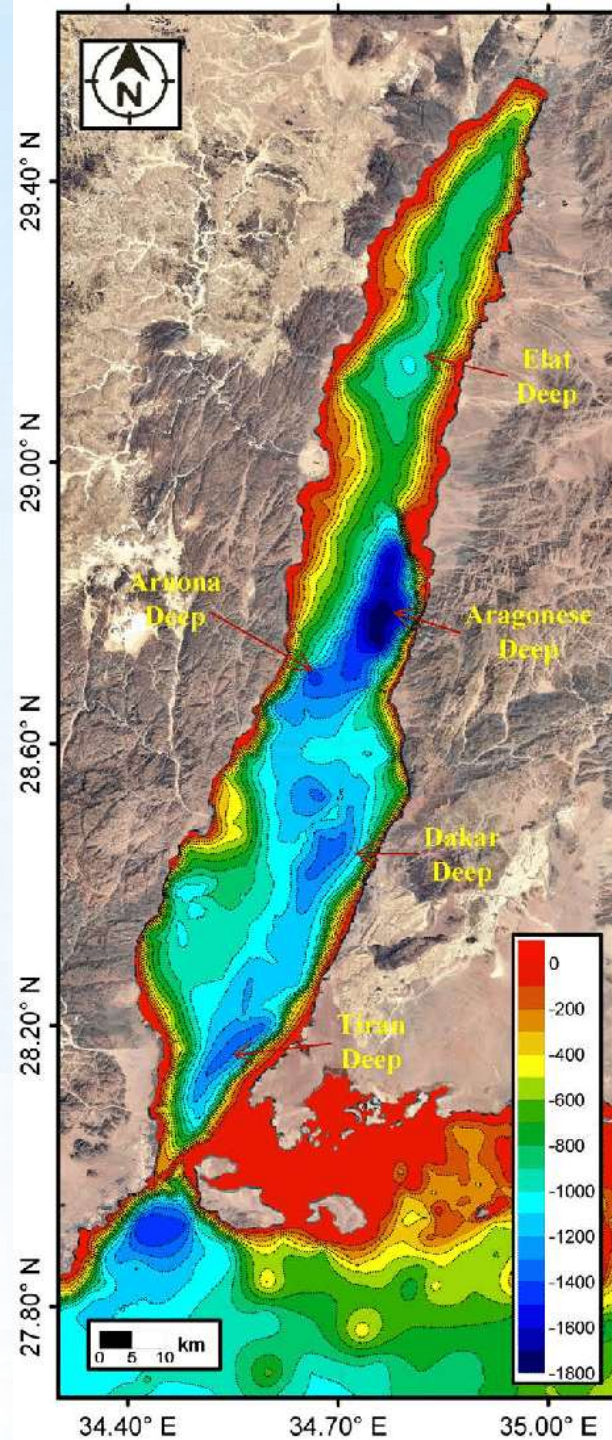 N
29.40° N
Elat
Deep
29.00° N
Arnona
Deep
Aragonese
Deep
28.60° N
Dakar
Deep
28.20° N
Tiran
Deep
0
-200
-400
-600
-800
-1000
-1200
-1400
-1600
-1800
27.80° N
km
0 5 10
34.40° E 34.70° E 35.00° E